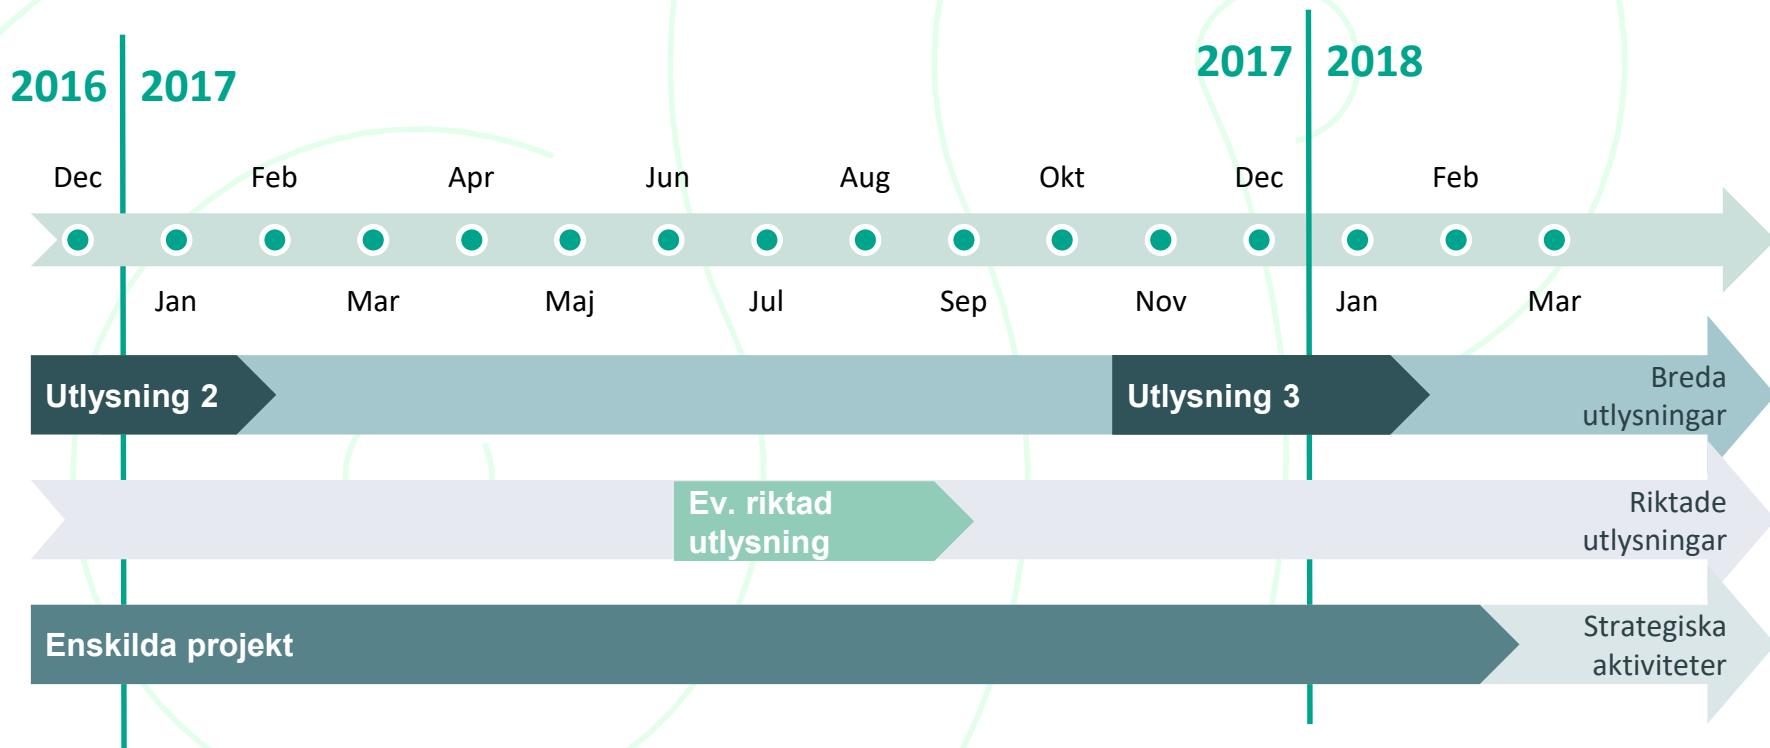 2016 2017
2017 2018
Dec Feb Apr Jun Aug Okt Dec Feb
Jan Mar Maj Jul Sep Nov Jan Mar
Utlysning 2
Utlysning 3
Breda
utlysningar
Ev. riktad
utlysning
Riktade
utlysningar
Enskilda projekt
Strategiska
aktiviteter